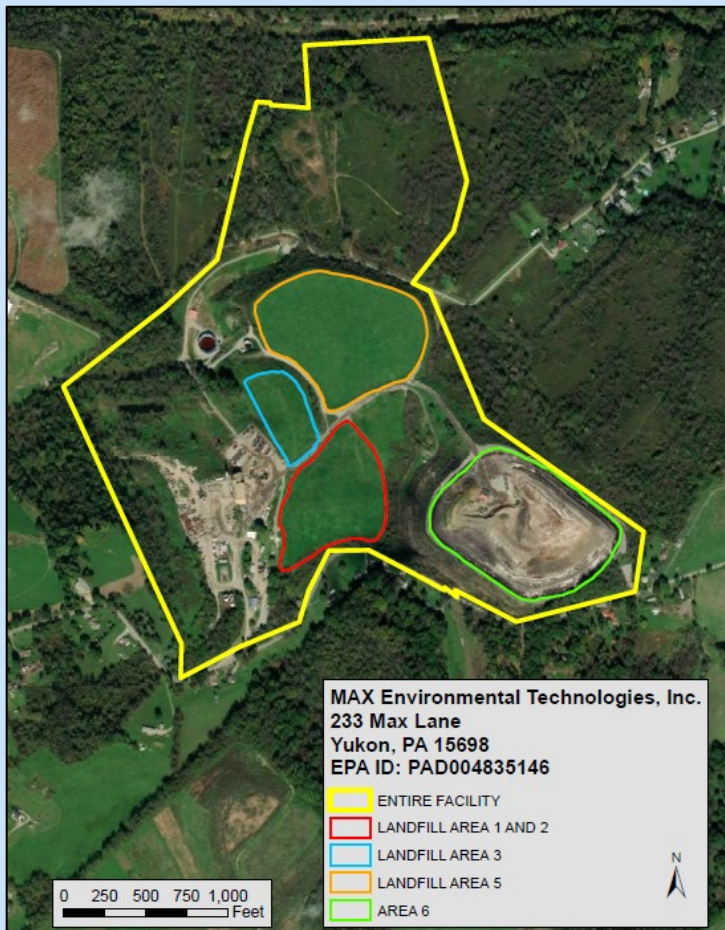 MAX Environmental Technologies, Inc.
233 Max Lane
Yukon, PA 15698
EPA ID: PAD004835146
ENTIRE FACILITY
LANDFILL AREA 1 AND 2
LANDFILL AREA 3
LANDFILL AREA 5
AREA 6
N
0 250 500 750 1,000
Feet